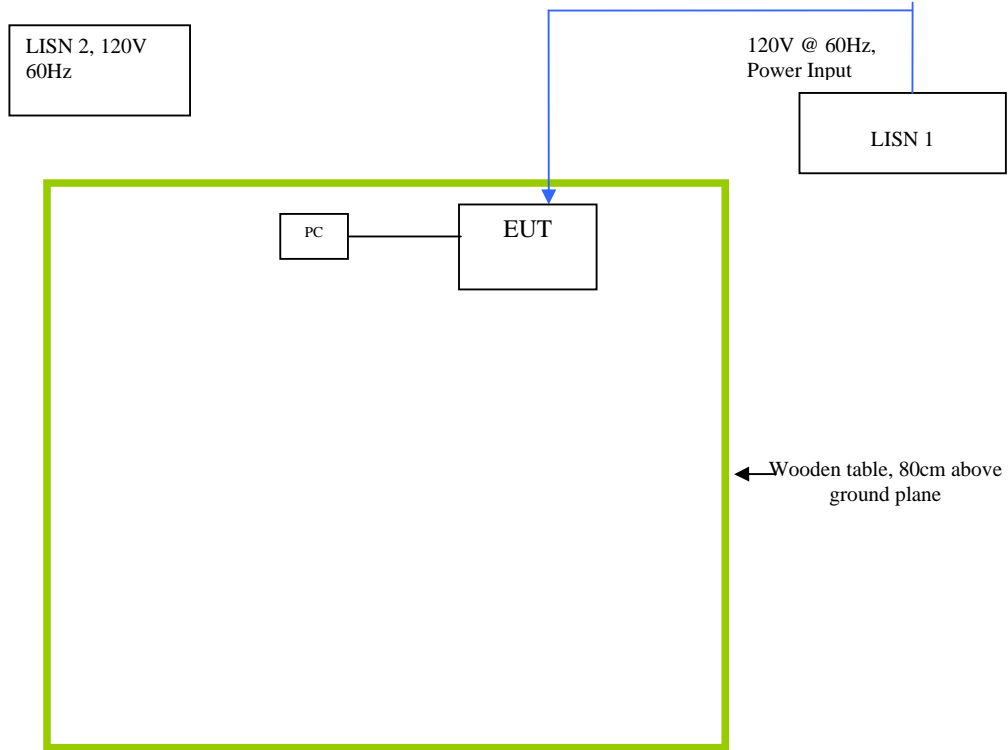 LISN 2, 120V
60Hz
120V @ 60Hz,
Power Input
LISN 1
PC
EUT
Wooden table, 80cm above
ground plane